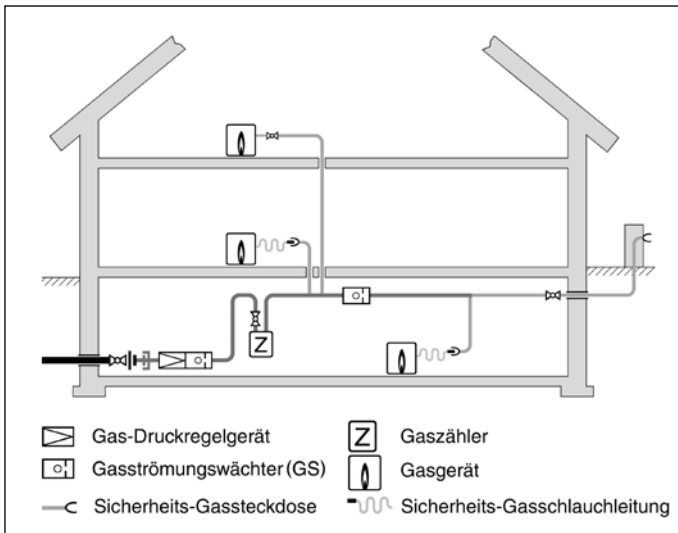 Z
Gas-Druckregelgerät
Z Gaszähler
Gasströmungswächter (GS)
Gasgerät
Sicherheits-Gassteckdose
Sicherheits-Gasschlauchleitung